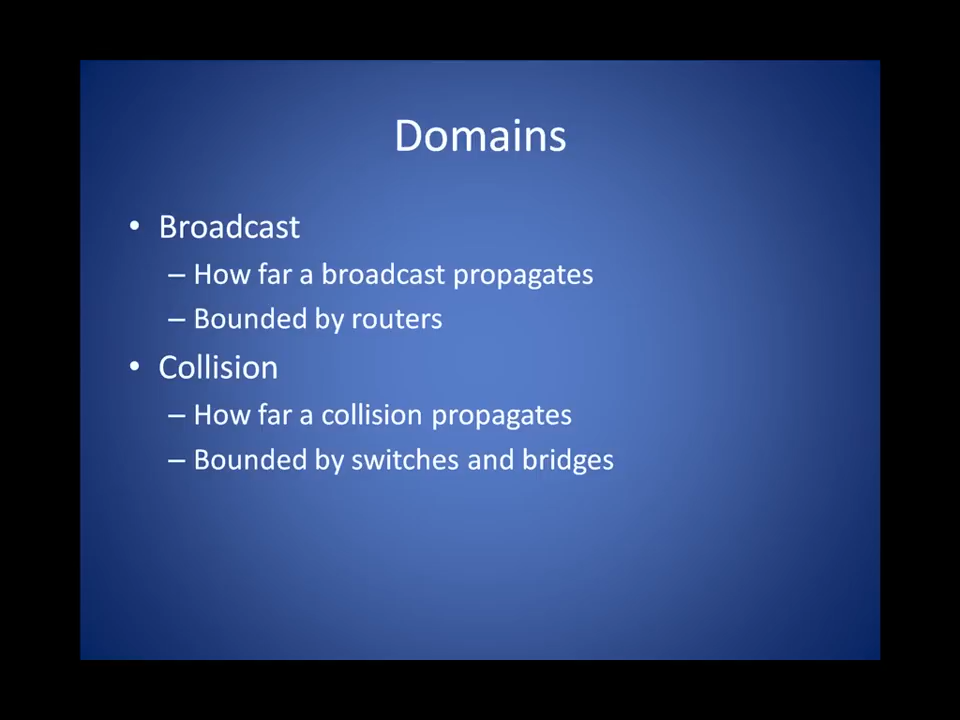 Domains
• Broadcast
– How far a broadcast propagates
– Bounded by routers
• Collision
– How far a collision propagates
– Bounded by switches and bridges